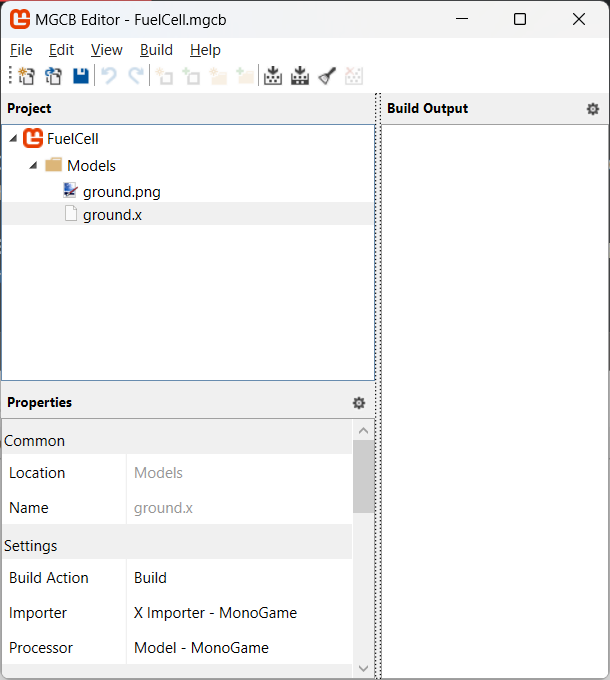 MGCB Editor - FuelCell.mgcb
File Edit View Build Help
Project
FuelCell
Models
ground.png
ground.x
Properties
Common
Location Models
Name ground.x
Settings
Build Action Build
Importer X Importer - MonoGame
Processor Model - MonoGame
Build Output